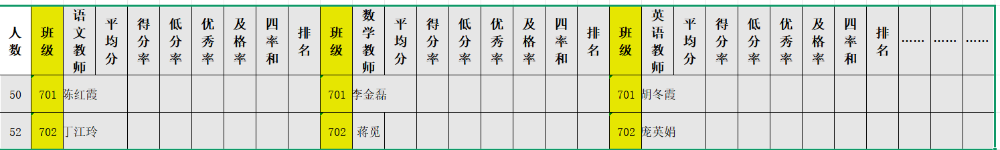 人数 班级 语文教师 平均分 得分率 低分率 优秀率 及格率 四率和 排名 班级 数学教师 平均分 得分率 低分率 优秀率 及格率 四率和 排名 班级 英语教师 平均分 得分率 低分率 优秀率 及格率 四率和 排名 …… …… ……
50 701 陈红霞 701 李金磊 701 胡冬霞
52 702 丁江玲 702 蒋觅 702 庞英娟